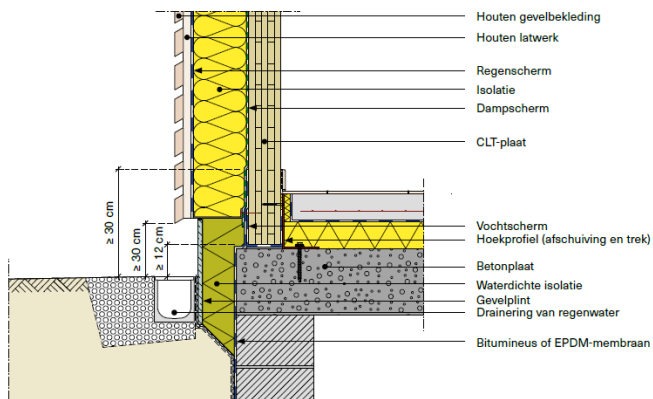 Houten gevelbekleding
Houten latwerk
Regenscherm
Isolatie
Dampscherm
CLT-plaat
≥ 30 cm
≥ 30 cm
≥ 12 cm
Vochtscherm
Hoekprofiel (afschuiving en trek)
Betonplaat
Waterdichte isolatie
Gevelplint
Drainering van regenwater
Bitumineus of EPDM-membraan